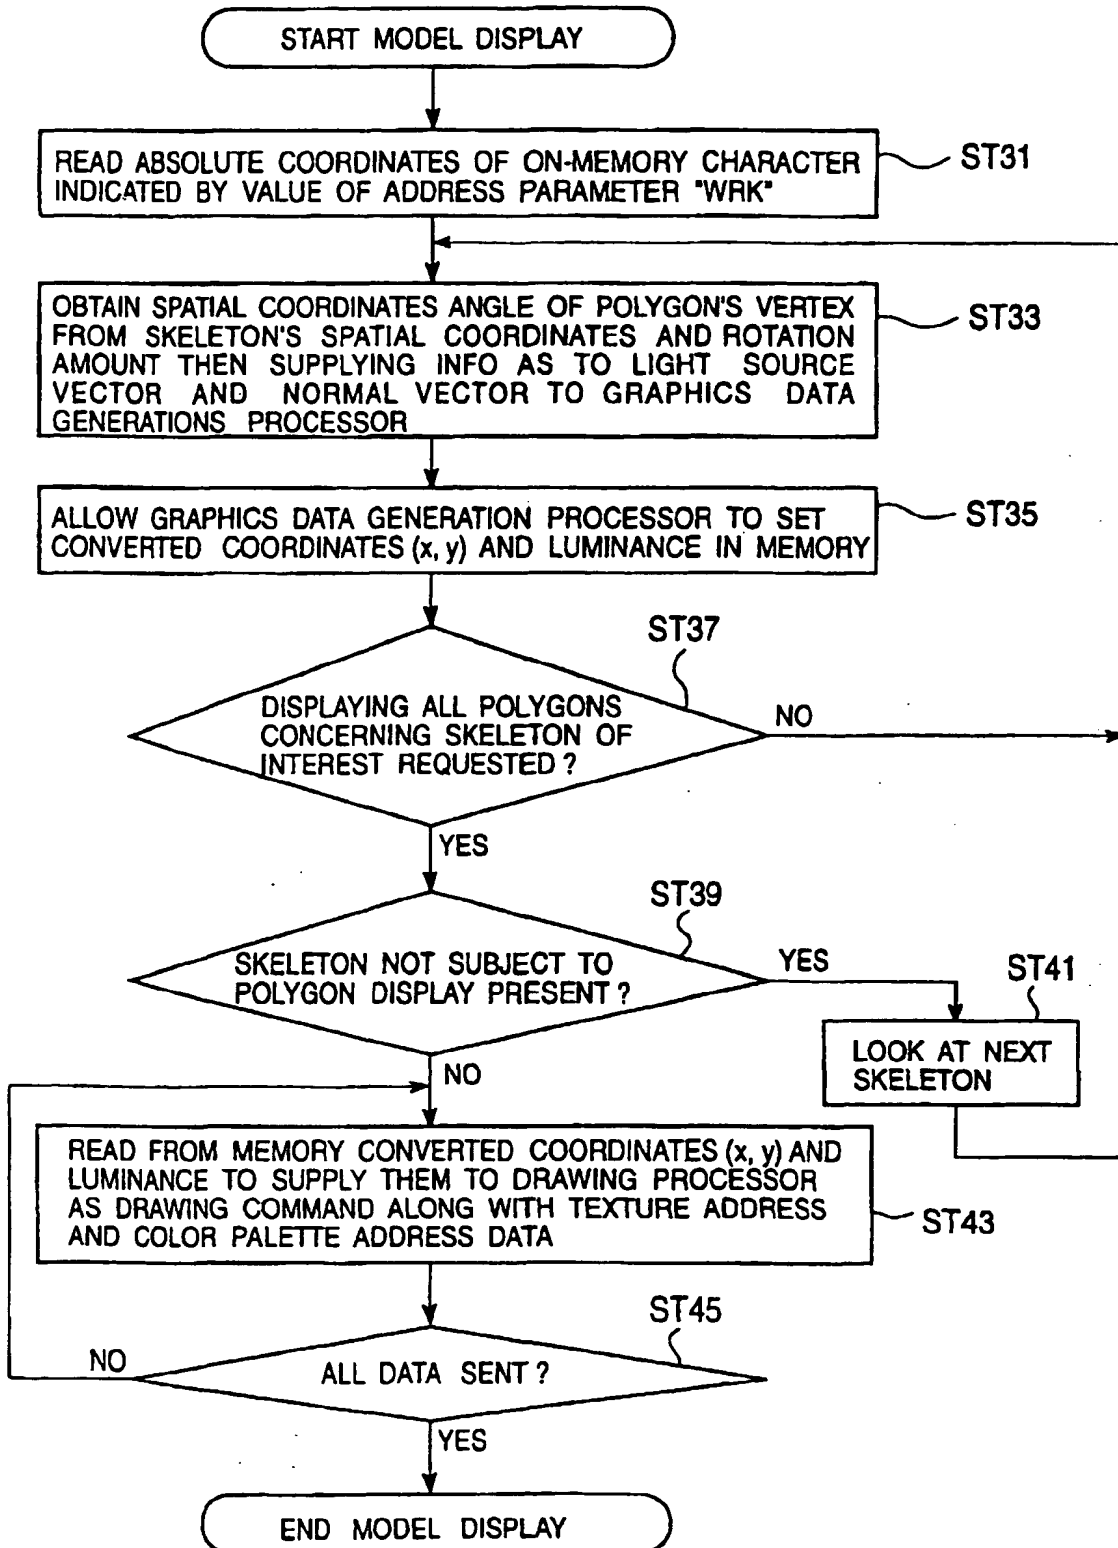 START MODEL DISPLAY
READ ABSOLUTE COORDINATES OF ON-MEMORY CHARACTER
INDICATED BY VALUE OF ADDRESS PARAMETER "WRK"
ST31
OBTAIN SPATIAL COORDINATES ANGLE OF POLYGON'S VERTEX
FROM SKELETON'S SPATIAL COORDINATES AND ROTATION
AMOUNT THEN SUPPLYING INFO AS TO LIGHT SOURCE
VECTOR AND NORMAL VECTOR TO GRAPHICS DATA
GENERATIONS PROCESSOR
ST33
ALLOW GRAPHICS DATA GENERATION PROCESSOR TO SET
CONVERTED COORDINATES (x, y) AND LUMINANCE IN MEMORY
ST35
ST37
DISPLAYING ALL POLYGONS
CONCERNING SKELETON OF
INTEREST REQUESTED ?
NO
YES
ST39
SKELETON NOT SUBJECT TO
POLYGON DISPLAY PRESENT ?
YES
ST41
LOOK AT NEXT
SKELETON
NO
READ FROM MEMORY CONVERTED COORDINATES (x, y) AND
LUMINANCE TO SUPPLY THEM TO DRAWING PROCESSOR
AS DRAWING COMMAND ALONG WITH TEXTURE ADDRESS
AND COLOR PALETTE ADDRESS DATA
ST43
ST45
ALL DATA SENT ?
NO
YES
END MODEL DISPLAY